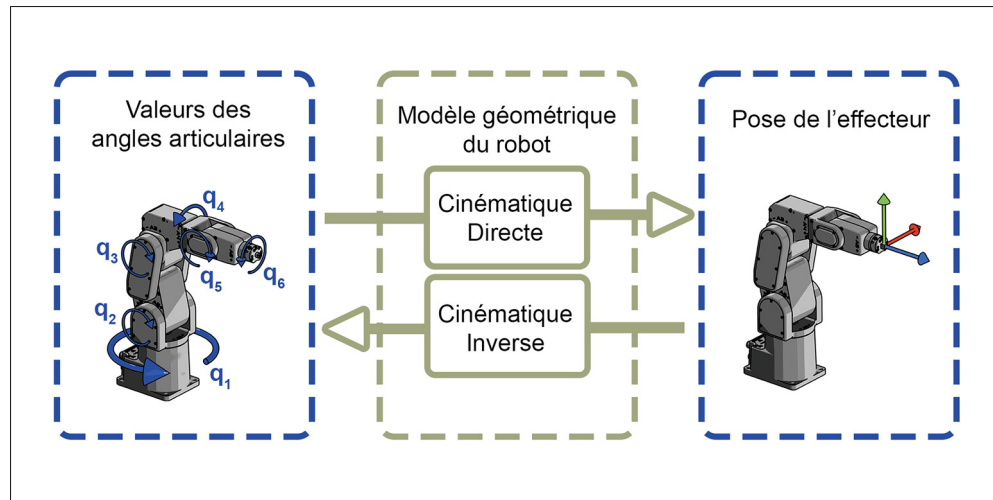 Valeurs des
angles articulaires
q4
q3
q5
q6
q2
q1
Modèle géométrique
du robot
Cinématique
Directe
Cinématique
Inverse
Pose de l'effecteur